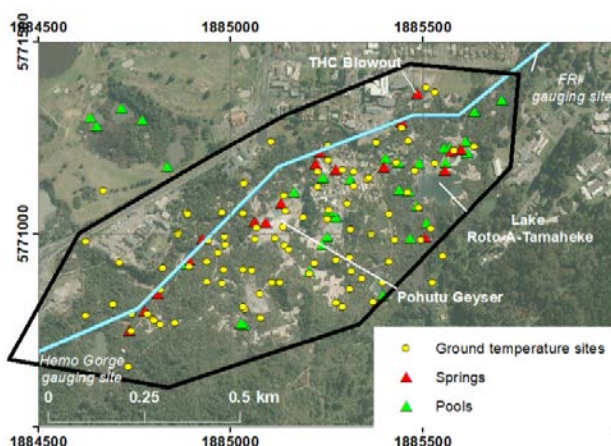 1884500
1885000
1885500
5771500
5771000
THC Blowout
FRI
gauging site
Lake
Roto-A-Tamaheke
Pohutu Geyser
Hemo Gorge
gauging site
0 0.25 0.5 km
Ground temperature sites
Springs
Pools
1884500
1885000
1885500